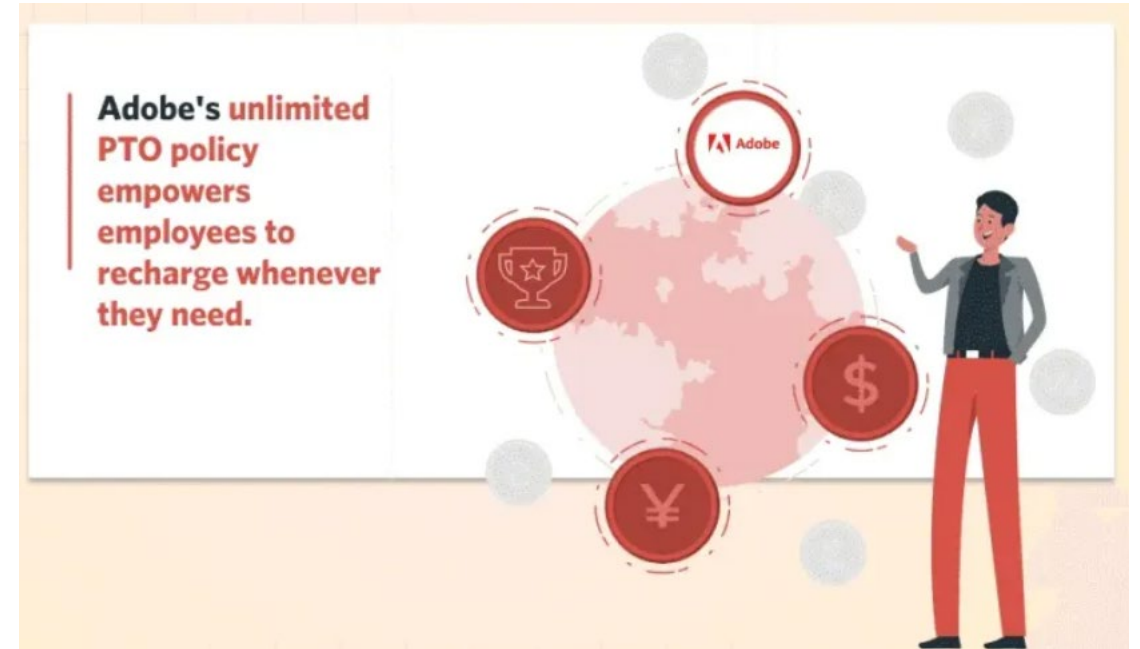 Adobe's unlimited
PTO policy
empowers
employees to
recharge whenever
they need.
Adobe
$
¥